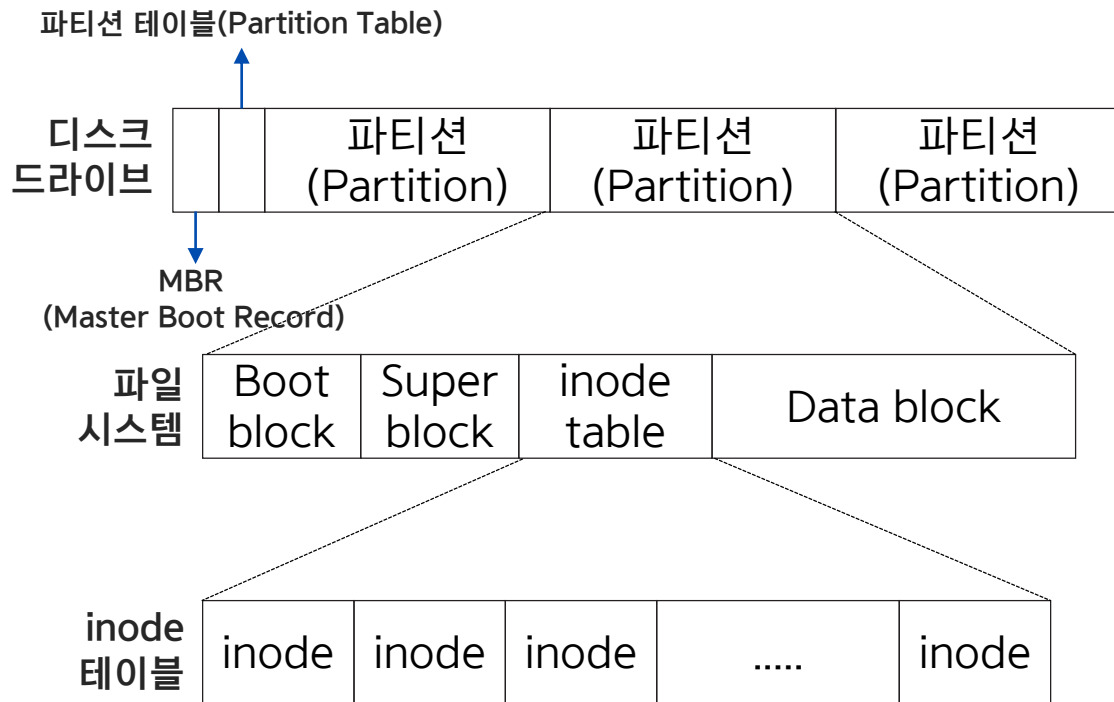 파티션 테이블(Partition Table)
디스크
드라이브
파티션
(Partition)
파티션
(Partition)
파티션
(Partition)
MBR
(Master Boot Record)
파일
시스템
Boot
block
Super
block
inode
table
Data block
inode
테이블
inode
inode
inode
.....
inode